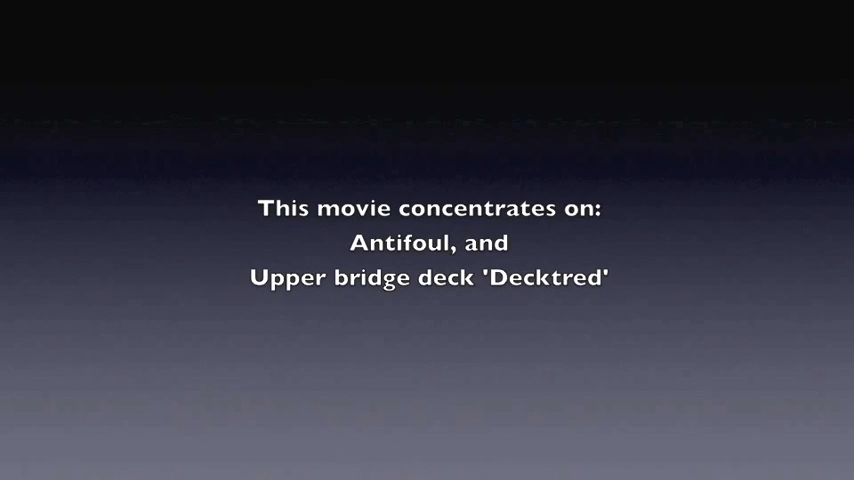 This movie concentrates on:
Antifoul, and
Upper bridge deck 'Decktred'